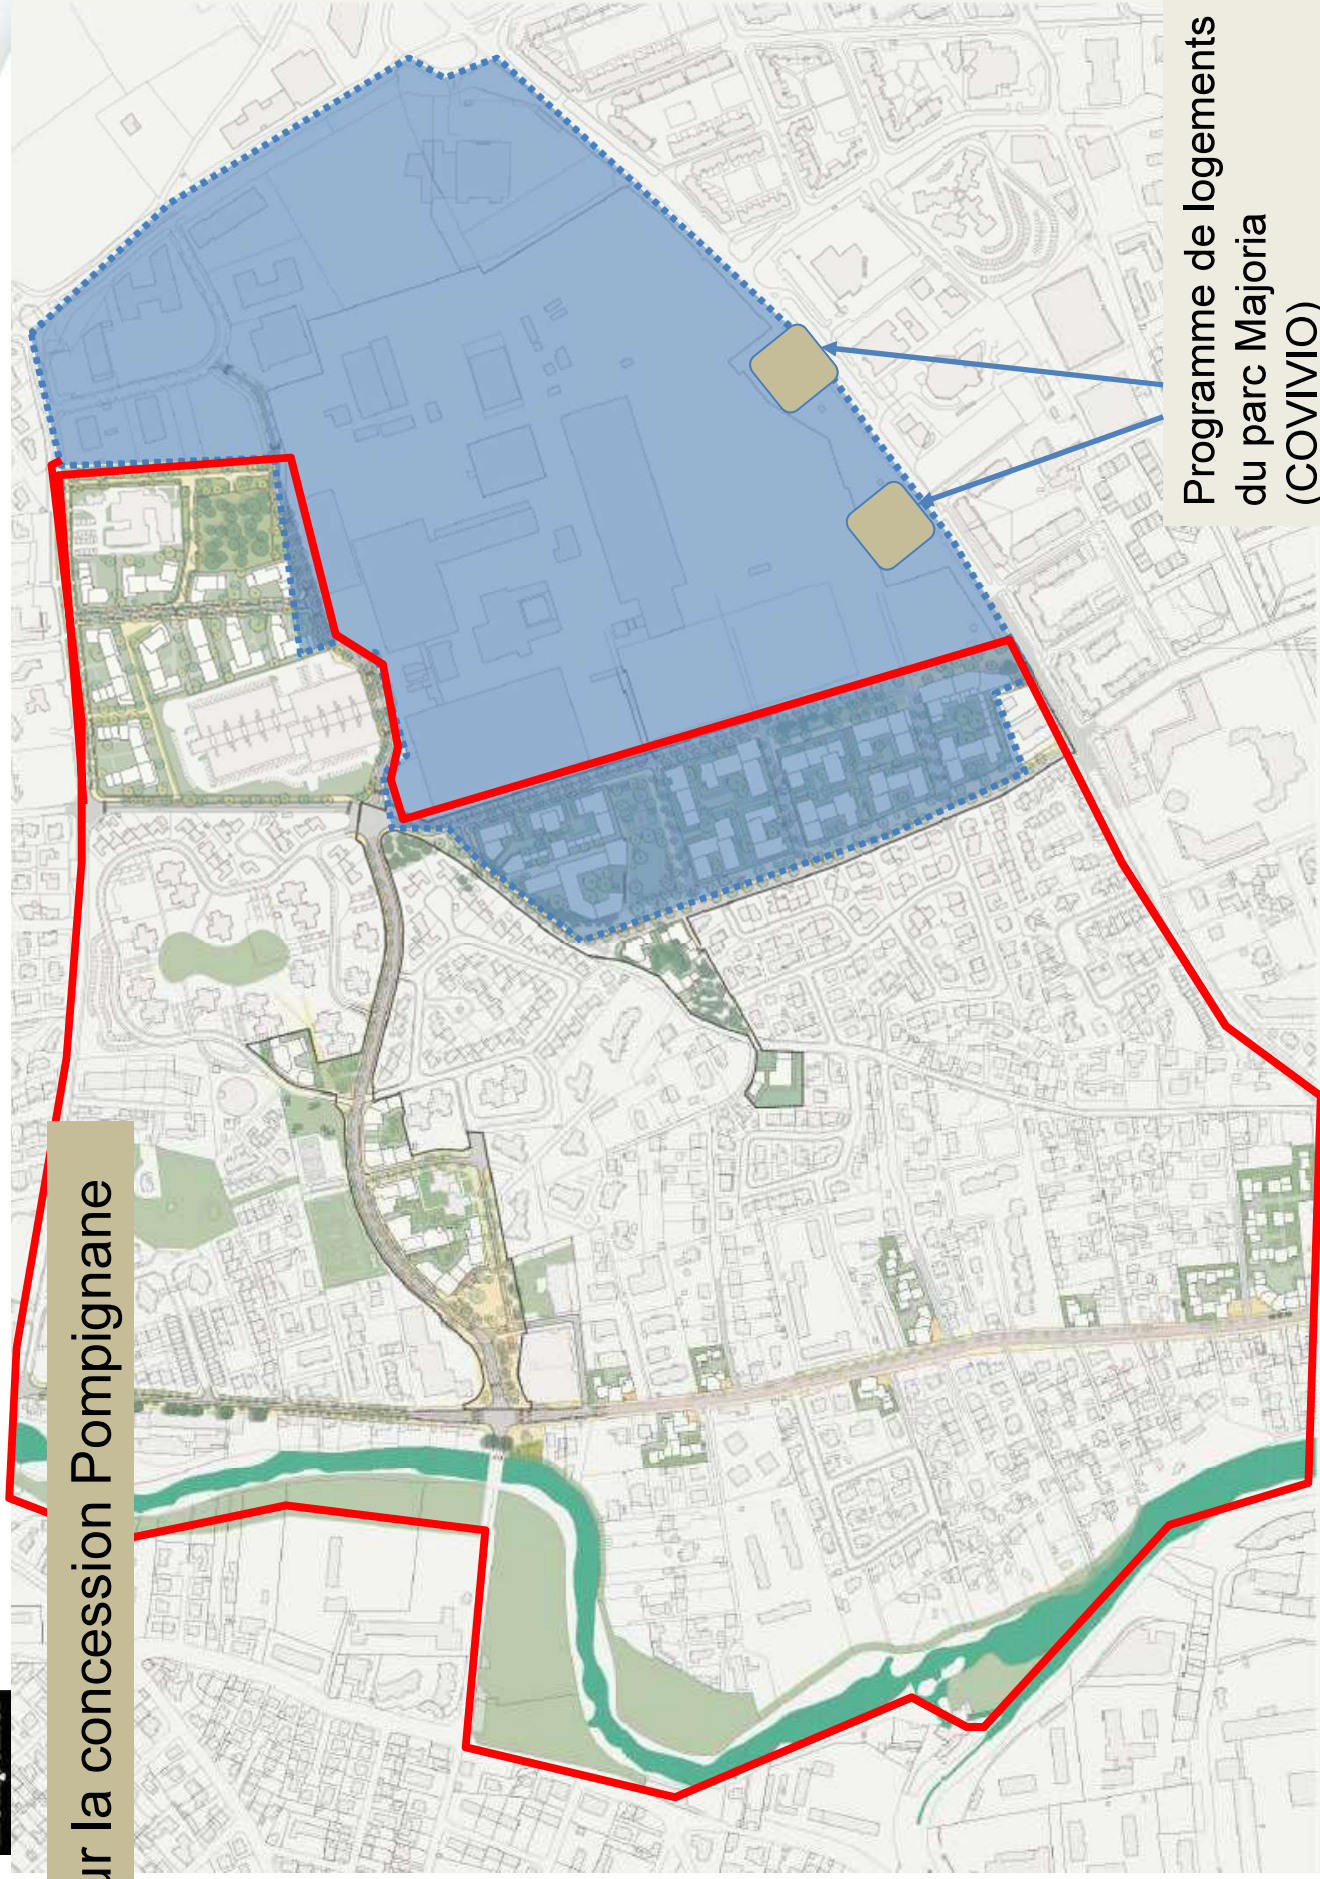 ur la concession Pompignane
Programme de logements
du parc Majoria
(COVIVIO)